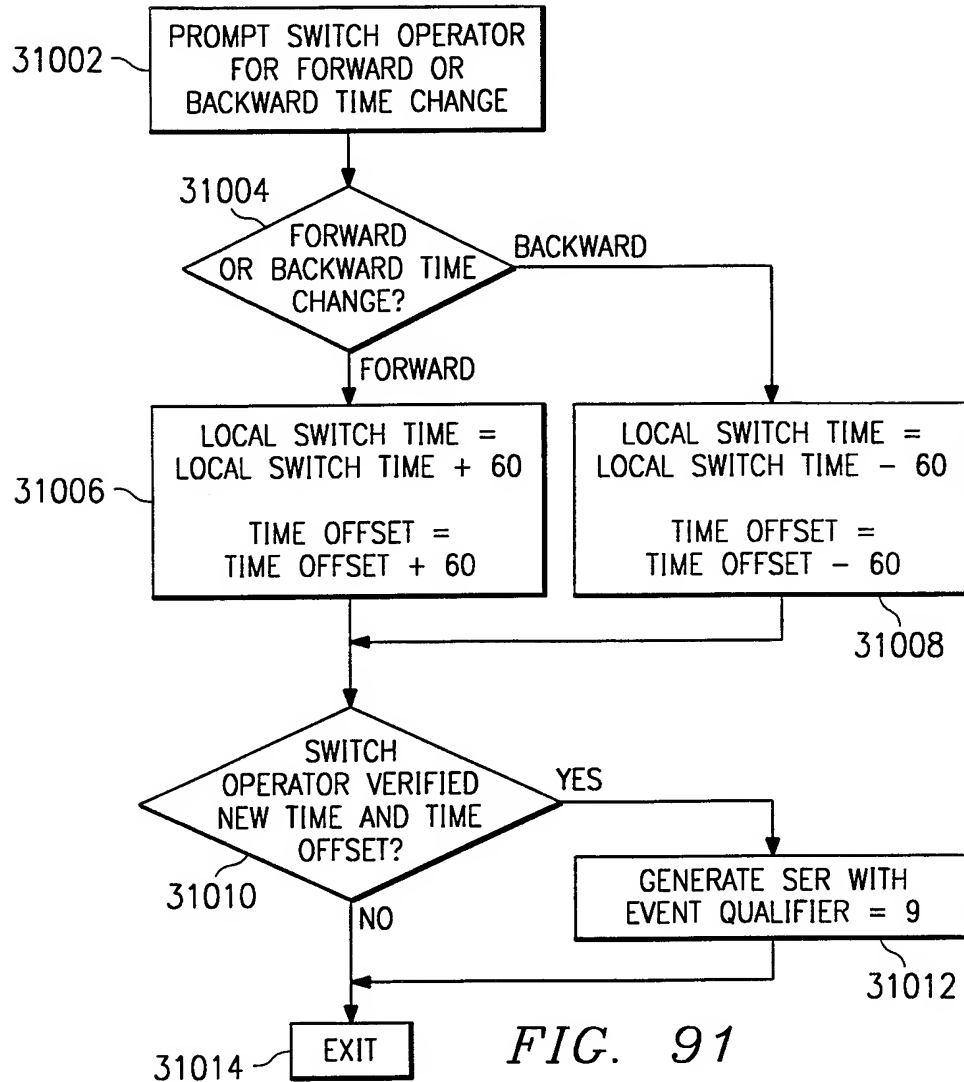 31002
PROMPT SWITCH OPERATOR
FOR FORWARD OR
BACKWARD TIME CHANGE
31004
FORWARD
OR BACKWARD TIME
CHANGE?
BACKWARD
FORWARD
31006
LOCAL SWITCH TIME =
LOCAL SWITCH TIME + 60
TIME OFFSET =
TIME OFFSET + 60
LOCAL SWITCH TIME =
LOCAL SWITCH TIME - 60
TIME OFFSET =
TIME OFFSET - 60
31008
SWITCH
OPERATOR VERIFIED
NEW TIME AND TIME
OFFSET?
31010
YES
NO
GENERATE SER WITH
EVENT QUALIFIER = 9
31012
31014
EXIT
FIG. 91